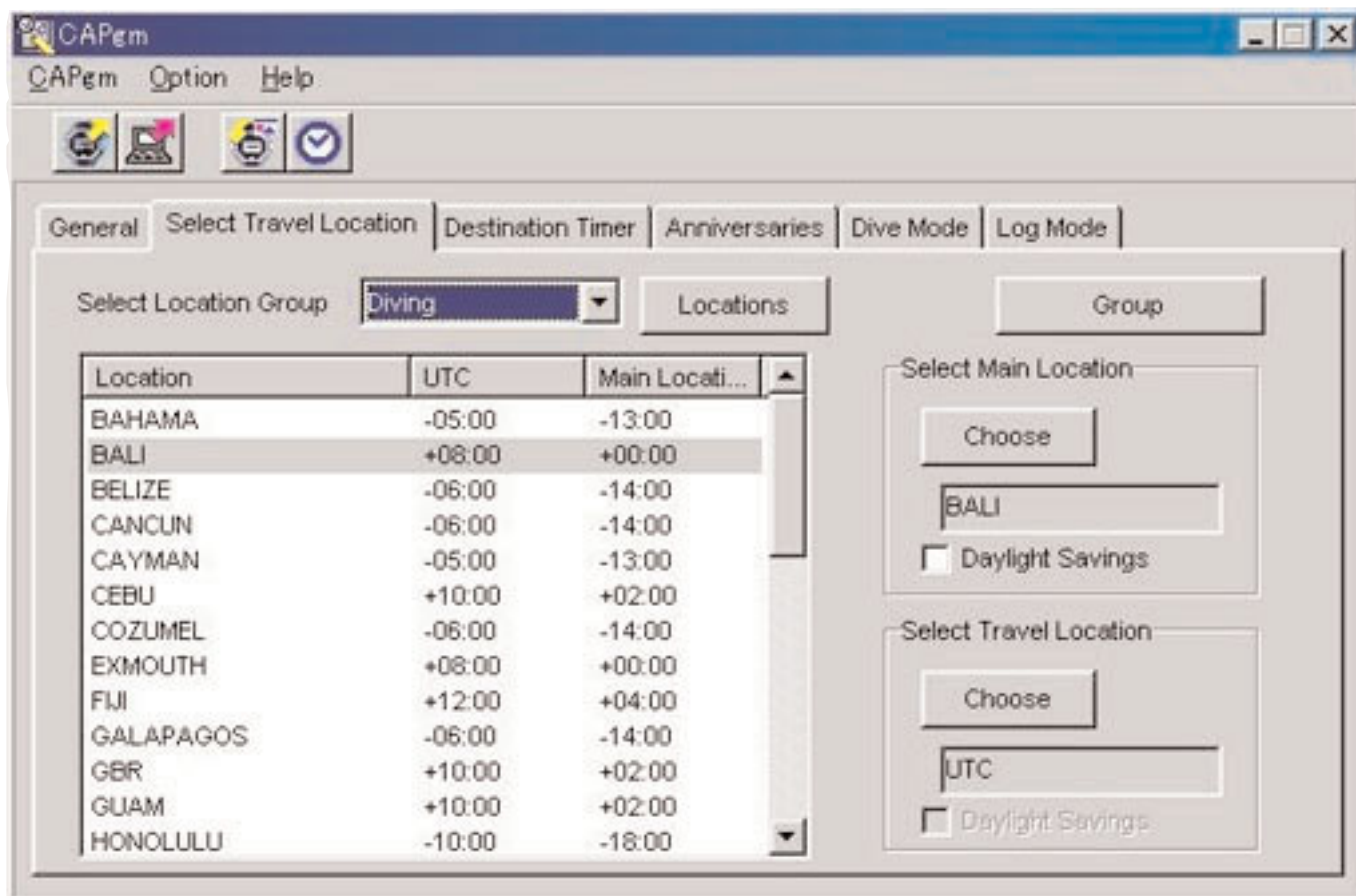 CAPgm
CAPgm Option Help
General Select Travel Location Destination Timer Anniversaries Dive Mode Log Mode
Select Location Group Diving Locations Group
Location UTC Main Locati...
BAHAMA -05:00 -13:00
BALI +08:00 +00:00
BELIZE -06:00 -14:00
CANCUN -06:00 -14:00
CAYMAN -05:00 -13:00
CEBU +10:00 +02:00
COZUMEL -06:00 -14:00
EXMOUTH +08:00 +00:00
FIJI +12:00 +04:00
GALAPAGOS -06:00 -14:00
GBR +10:00 +02:00
GUAM +10:00 +02:00
HONOLULU -10:00 -18:00
Select Main Location
Choose
BALI
Daylight Savings
Select Travel Location
Choose
UTC
Daylight Savings